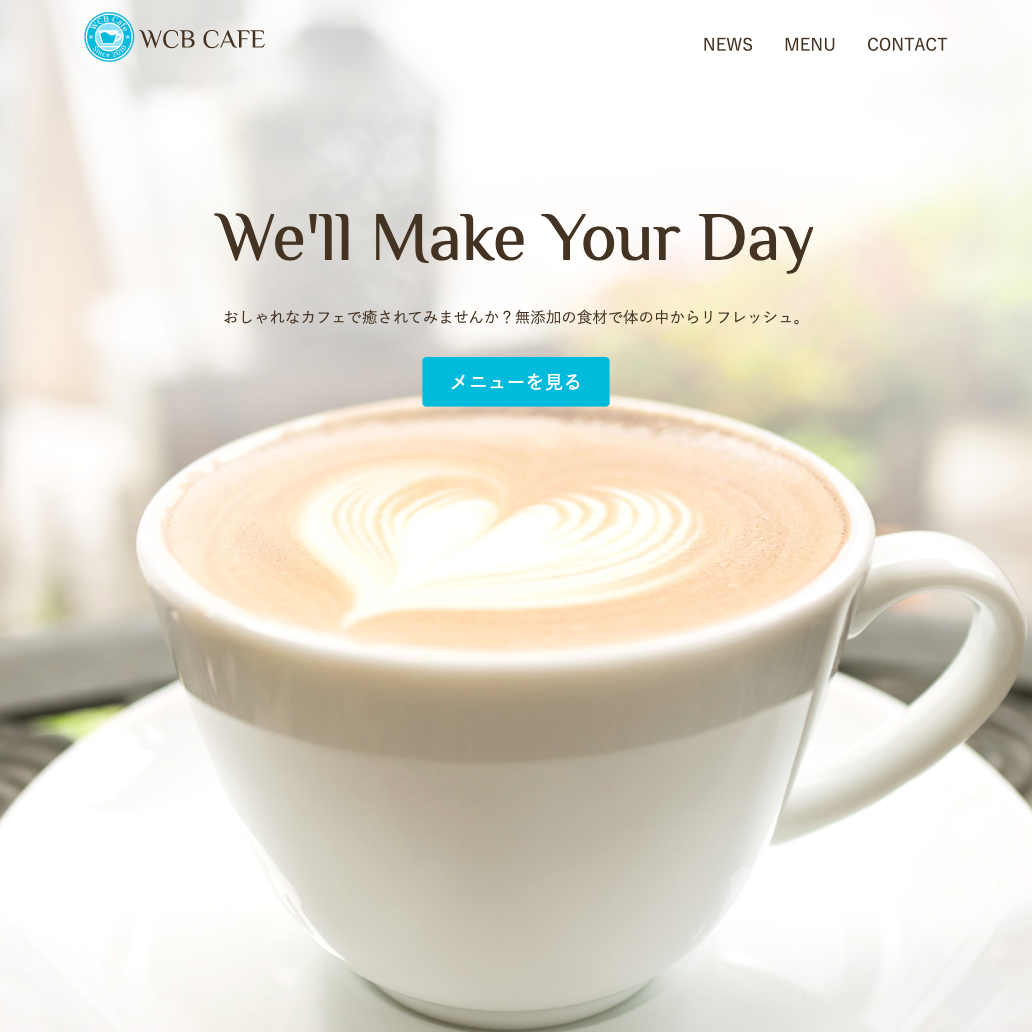 WCB Cafe
Since 2010
WCB CAFE
NEWS MENU CONTACT
We'll Make Your Day
おしゃれなカフェで癒されてみませんか？無添加の食材で体の中からリフレッシュ。
メニューを見る